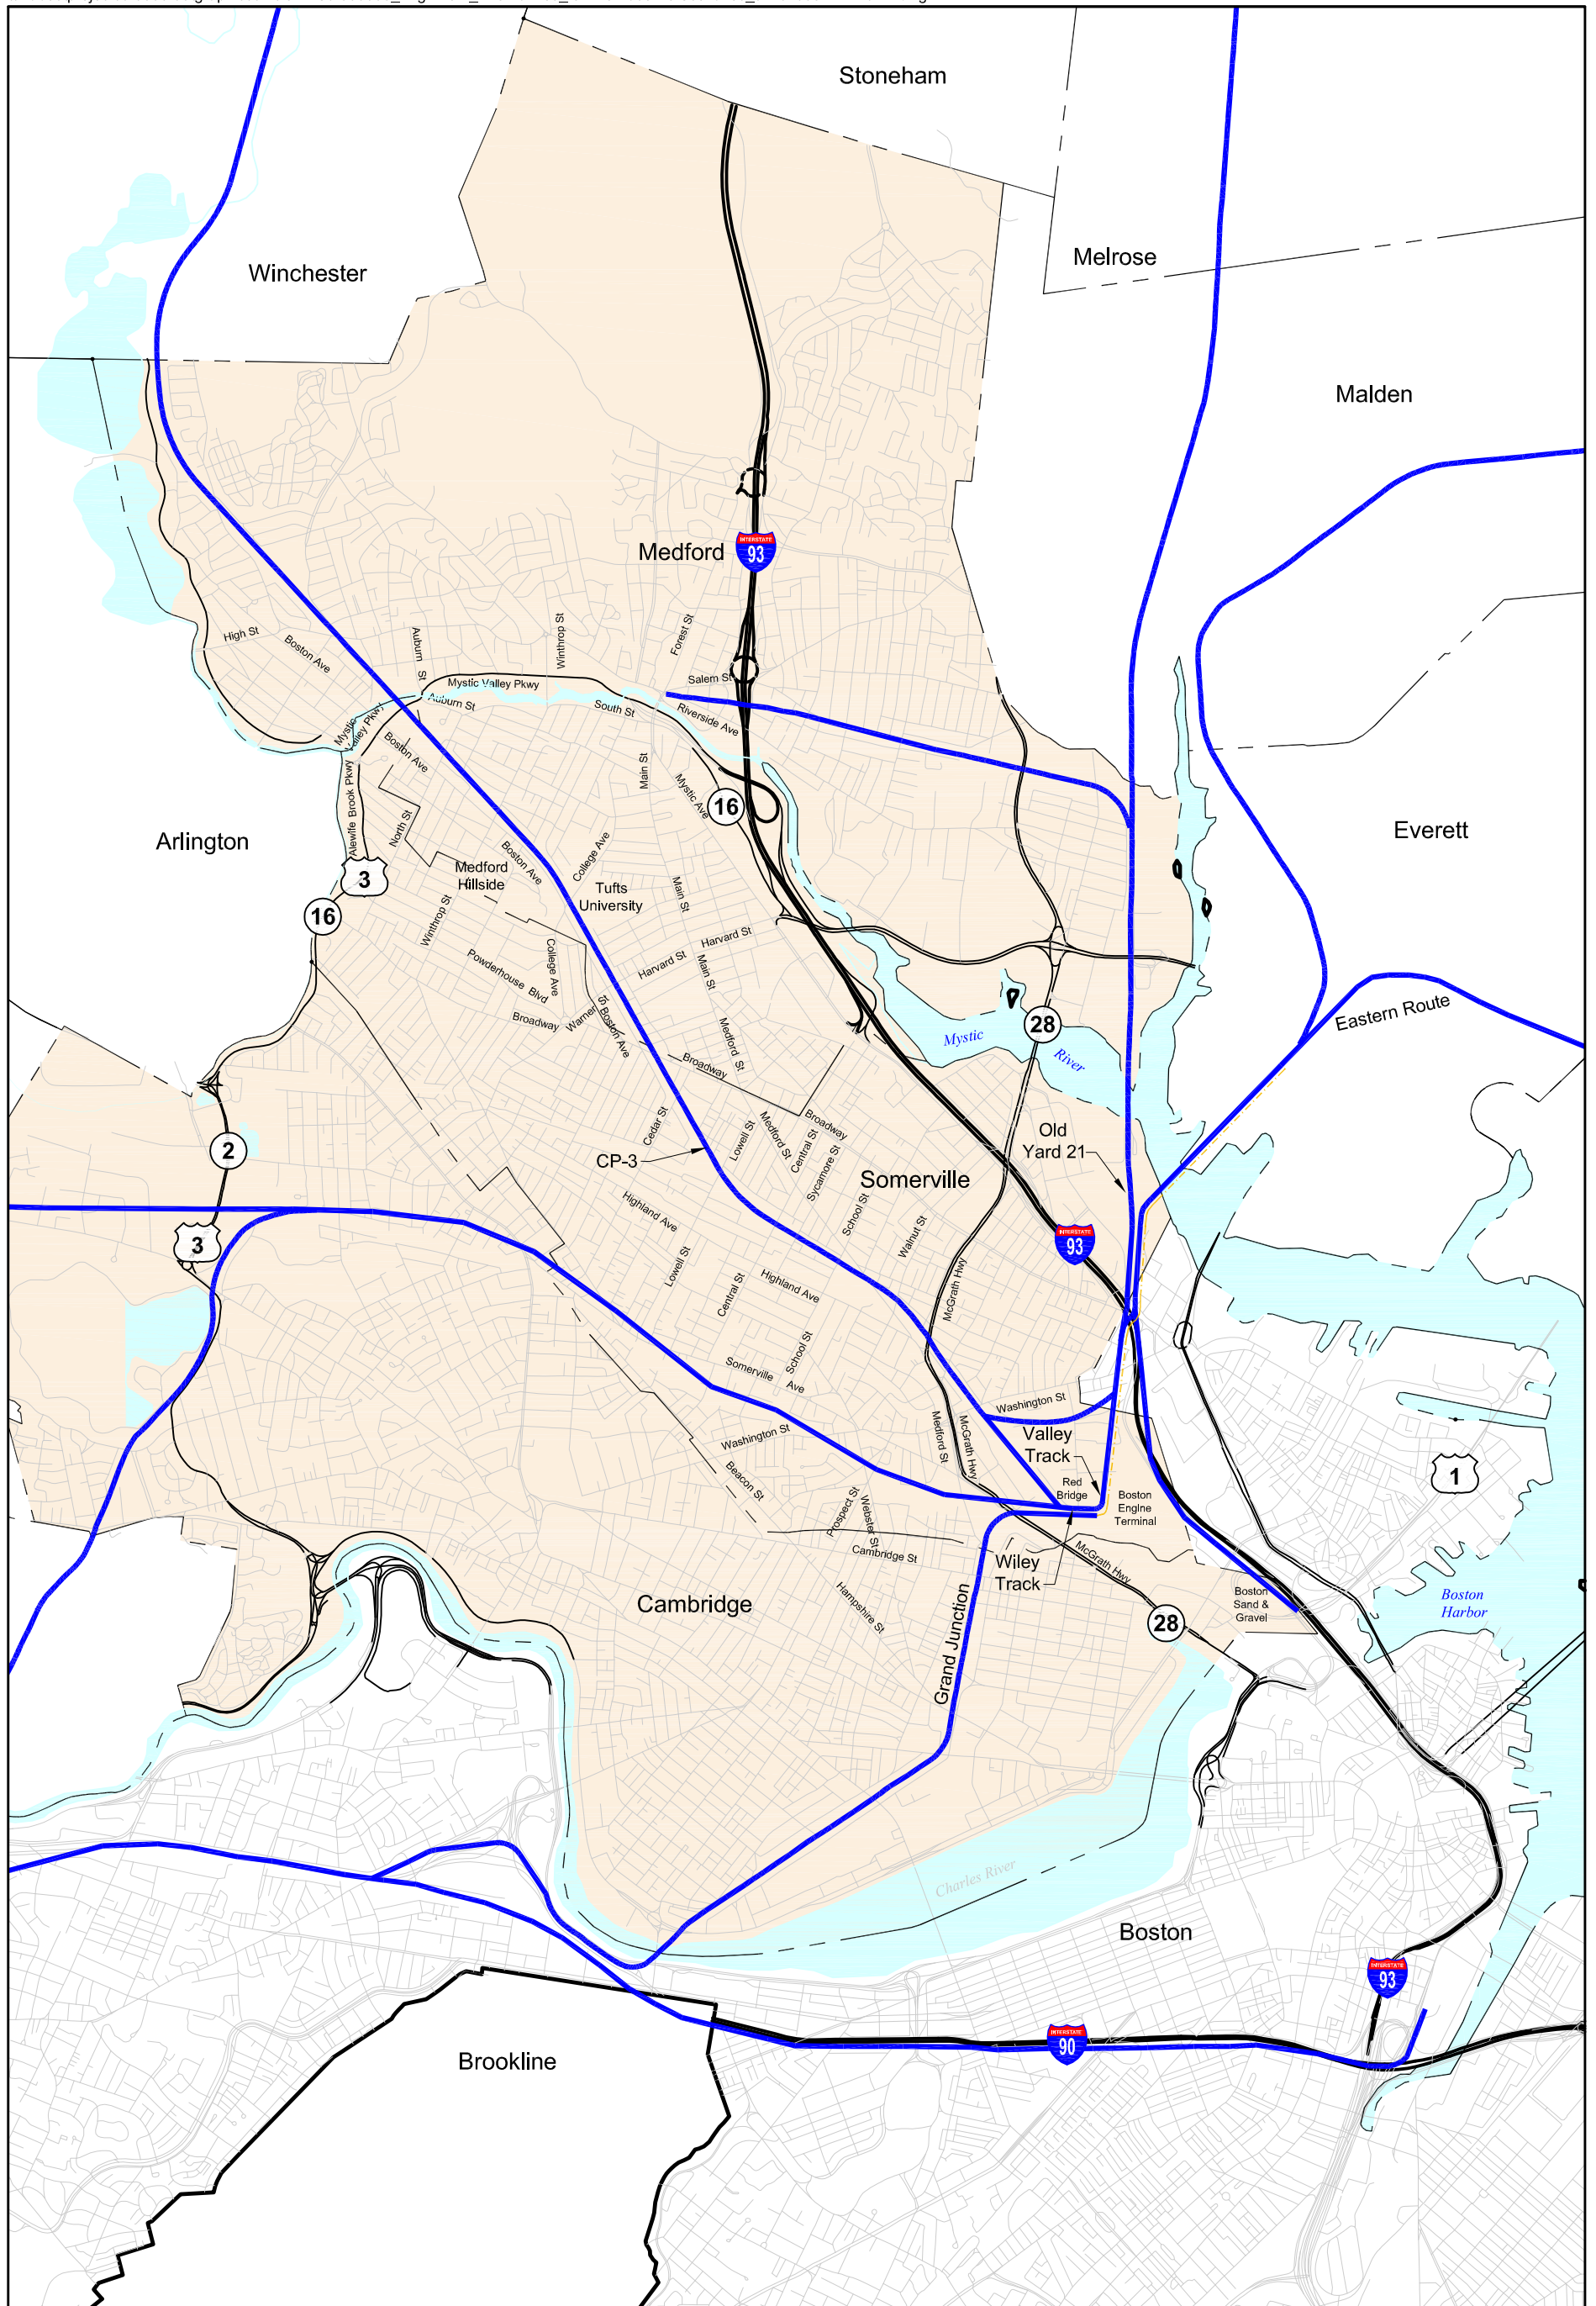 Stoneham
Melrose
Winchester
Malden
Medford
INTERSTATE
93
High St
Boston Ave
Auburn
St
Winthrop St
Forest St
Salem St
Mystic Valley Pkwy
Auburn St
South St
Riverside Ave
Mystic
Valley Pkwy
Boston Ave
Main St
Mystic Ave
16
Alewife Brook Pkwy
North St
Arlington
Everett
3
Medford
Hillside
Boston Ave
College Ave
Tufts
University
Main St
16
Winthrop St
Harvard St
Harvard St
Main St
College Ave
Powderhouse Blvd
Broadway
Warner
St
Boston Ave
Medford St
Broadway
28
Mystic
River
Eastern Route
2
Cedar St
CP-3
Lowell St
Medford St
Central St
Broadway
Sycamore St
Somerville
Old
Yard 21
School St
Walnut St
Highland Ave
Lowell St
Central St
Highland Ave
3
INTERSTATE
93
McGrath Hwy
School St
Somerville
Ave
Washington St
Washington St
Medford St
McGrath Hwy
Valley
Track
Beacon St
Red
Bridge
Boston
Engine
Terminal
1
Prospect St
Webster St
Cambridge St
Wiley
Track
McGrath Hwy
Hampshire St
Cambridge
Grand Junction
28
Boston
Sand &
Gravel
Boston
Harbor
Charles River
Boston
INTERSTATE
93
INTERSTATE
90
Brookline